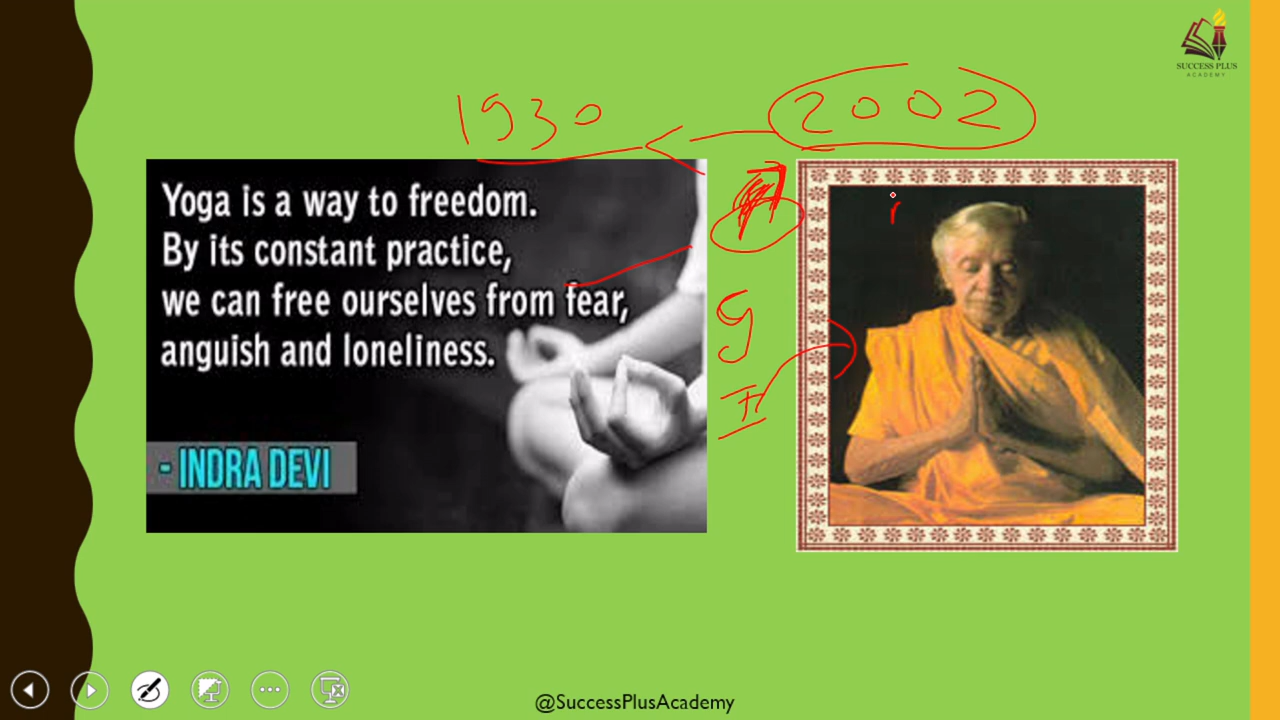 SUCCESS PLUS
ACADEMY
1930
2002
Yoga is a way to freedom.
By its constant practice,
we can free ourselves from fear,
anguish and loneliness.
- INDRA DEVI
@SuccessPlusAcademy